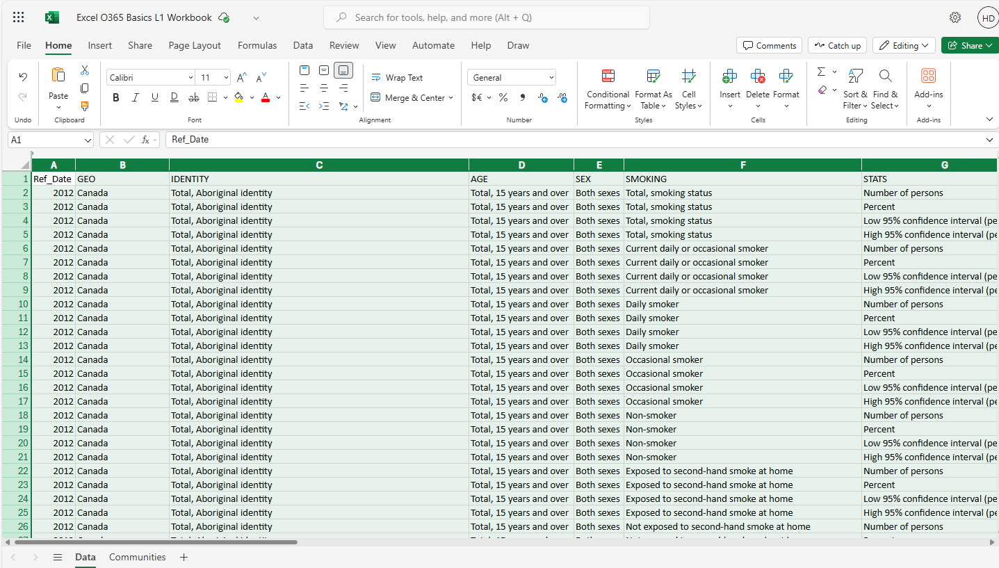 Excel O365 Basics L1 Workbook Search for tools, help, and more (Alt + Q) HD
File Home Insert Share Page Layout Formulas Data Review View Automate Help Draw Comments Catch up Editing Share
Paste Calibri 11 Wrap Text General Conditional Formatting Format As Table Cell Styles Insert Delete Format Sort & Filter Find & Select Add-ins
B I U D ab A Merge & Center $€ % 9
Undo Clipboard Font Alignment Number Styles Cells Editing Add-ins
A1 fx Ref_Date
A B C D E F G
1 Ref_Date GEO IDENTITY AGE SEX SMOKING STATS
2 2012 Canada Total, Aboriginal identity Total, 15 years and over Both sexes Total, smoking status Number of persons
3 2012 Canada Total, Aboriginal identity Total, 15 years and over Both sexes Total, smoking status Percent
4 2012 Canada Total, Aboriginal identity Total, 15 years and over Both sexes Total, smoking status Low 95% confidence interval (pe
5 2012 Canada Total, Aboriginal identity Total, 15 years and over Both sexes Total, smoking status High 95% confidence interval (pe
6 2012 Canada Total, Aboriginal identity Total, 15 years and over Both sexes Current daily or occasional smoker Number of persons
7 2012 Canada Total, Aboriginal identity Total, 15 years and over Both sexes Current daily or occasional smoker Percent
8 2012 Canada Total, Aboriginal identity Total, 15 years and over Both sexes Current daily or occasional smoker Low 95% confidence interval (pe
9 2012 Canada Total, Aboriginal identity Total, 15 years and over Both sexes Current daily or occasional smoker High 95% confidence interval (pe
10 2012 Canada Total, Aboriginal identity Total, 15 years and over Both sexes Daily smoker Number of persons
11 2012 Canada Total, Aboriginal identity Total, 15 years and over Both sexes Daily smoker Percent
12 2012 Canada Total, Aboriginal identity Total, 15 years and over Both sexes Daily smoker Low 95% confidence interval (pe
13 2012 Canada Total, Aboriginal identity Total, 15 years and over Both sexes Daily smoker High 95% confidence interval (pe
14 2012 Canada Total, Aboriginal identity Total, 15 years and over Both sexes Occasional smoker Number of persons
15 2012 Canada Total, Aboriginal identity Total, 15 years and over Both sexes Occasional smoker Percent
16 2012 Canada Total, Aboriginal identity Total, 15 years and over Both sexes Occasional smoker Low 95% confidence interval (pe
17 2012 Canada Total, Aboriginal identity Total, 15 years and over Both sexes Occasional smoker High 95% confidence interval (pe
18 2012 Canada Total, Aboriginal identity Total, 15 years and over Both sexes Non-smoker Number of persons
19 2012 Canada Total, Aboriginal identity Total, 15 years and over Both sexes Non-smoker Percent
20 2012 Canada Total, Aboriginal identity Total, 15 years and over Both sexes Non-smoker Low 95% confidence interval (pe
21 2012 Canada Total, Aboriginal identity Total, 15 years and over Both sexes Non-smoker High 95% confidence interval (pe
22 2012 Canada Total, Aboriginal identity Total, 15 years and over Both sexes Exposed to second-hand smoke at home Number of persons
23 2012 Canada Total, Aboriginal identity Total, 15 years and over Both sexes Exposed to second-hand smoke at home Percent
24 2012 Canada Total, Aboriginal identity Total, 15 years and over Both sexes Exposed to second-hand smoke at home Low 95% confidence interval (pe
25 2012 Canada Total, Aboriginal identity Total, 15 years and over Both sexes Exposed to second-hand smoke at home High 95% confidence interval (pe
26 2012 Canada Total, Aboriginal identity Total, 15 years and over Both sexes Not exposed to second-hand smoke at home Number of persons
Data Communities